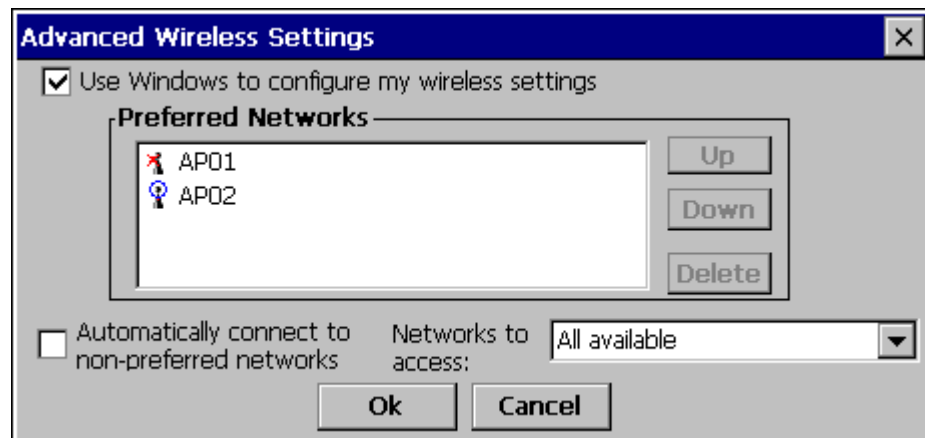 Advanced Wireless Settings
Use Windows to configure my wireless settings
Preferred Networks
AP01
AP02
Up
Down
Delete
Automatically connect to
non-preferred networks
Networks to
access:
All available
Ok
Cancel